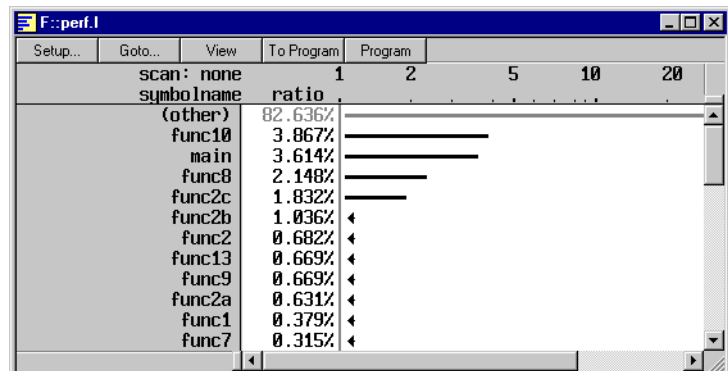 F::perf.l
Setup... Goto... View To Program Program
scan: none 1 2 5 10 20
symbolname ratio
(other) 82.636%
func10 3.867%
main 3.614%
func8 2.148%
func2c 1.832%
func2b 1.036%
func2 0.682%
func13 0.669%
func9 0.669%
func2a 0.631%
func1 0.379%
func7 0.315%